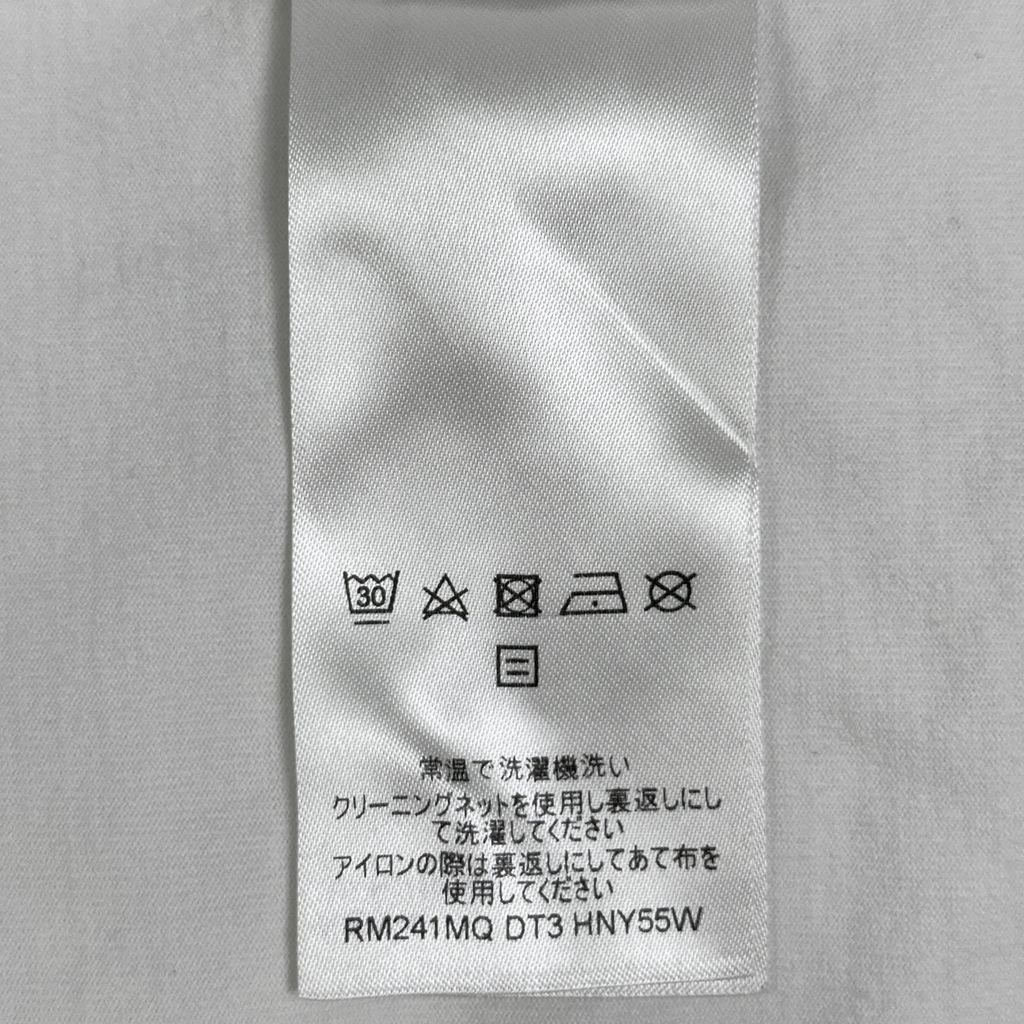 30
常温で洗濯機洗い
クリーニングネットを使用し裏返しにし
て洗濯してください
アイロンの際は裏返しにしてあて布を
使用してください
RM241MQ DT3 HNY55W